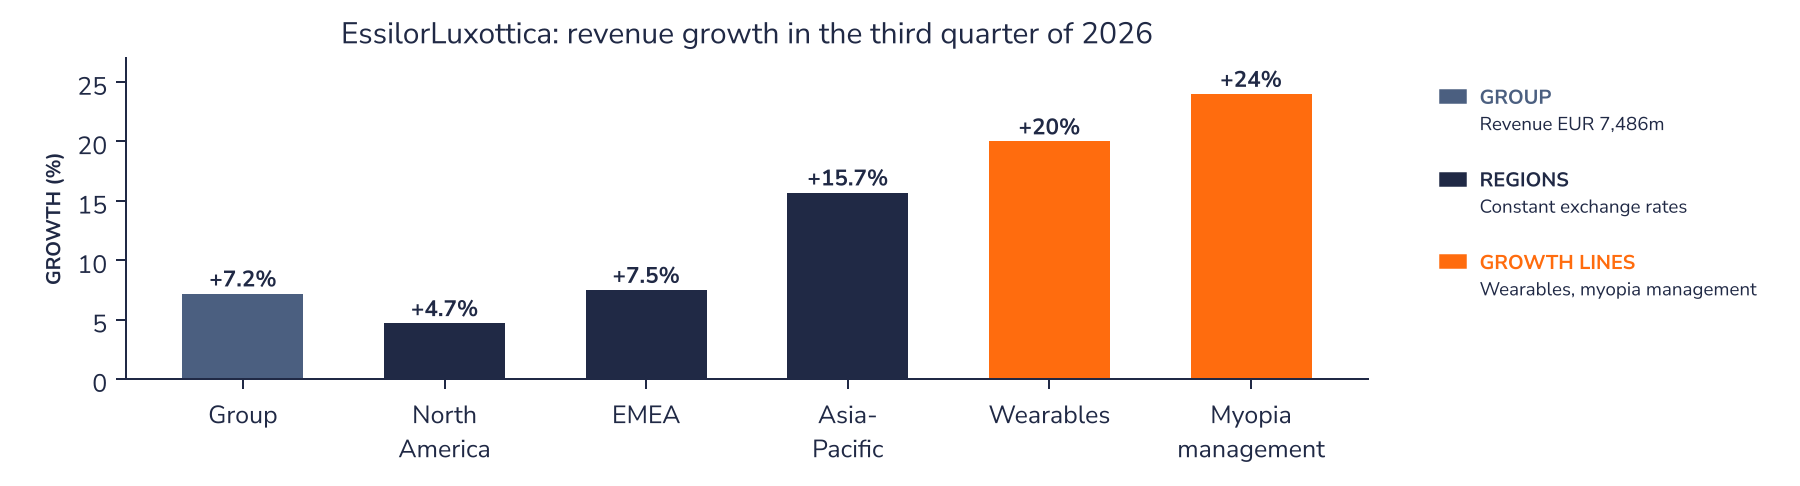 EssilorLuxottica: revenue growth in the third quarter of 2026
GROWTH (%)
25
20
15
10
5
0
+7.2%
+4.7%
+7.5%
+15.7%
+20%
+24%
Group
North
America
EMEA
Asia-
Pacific
Wearables
Myopia
management
GROUP
Revenue EUR 7,486m
REGIONS
Constant exchange rates
GROWTH LINES
Wearables, myopia management